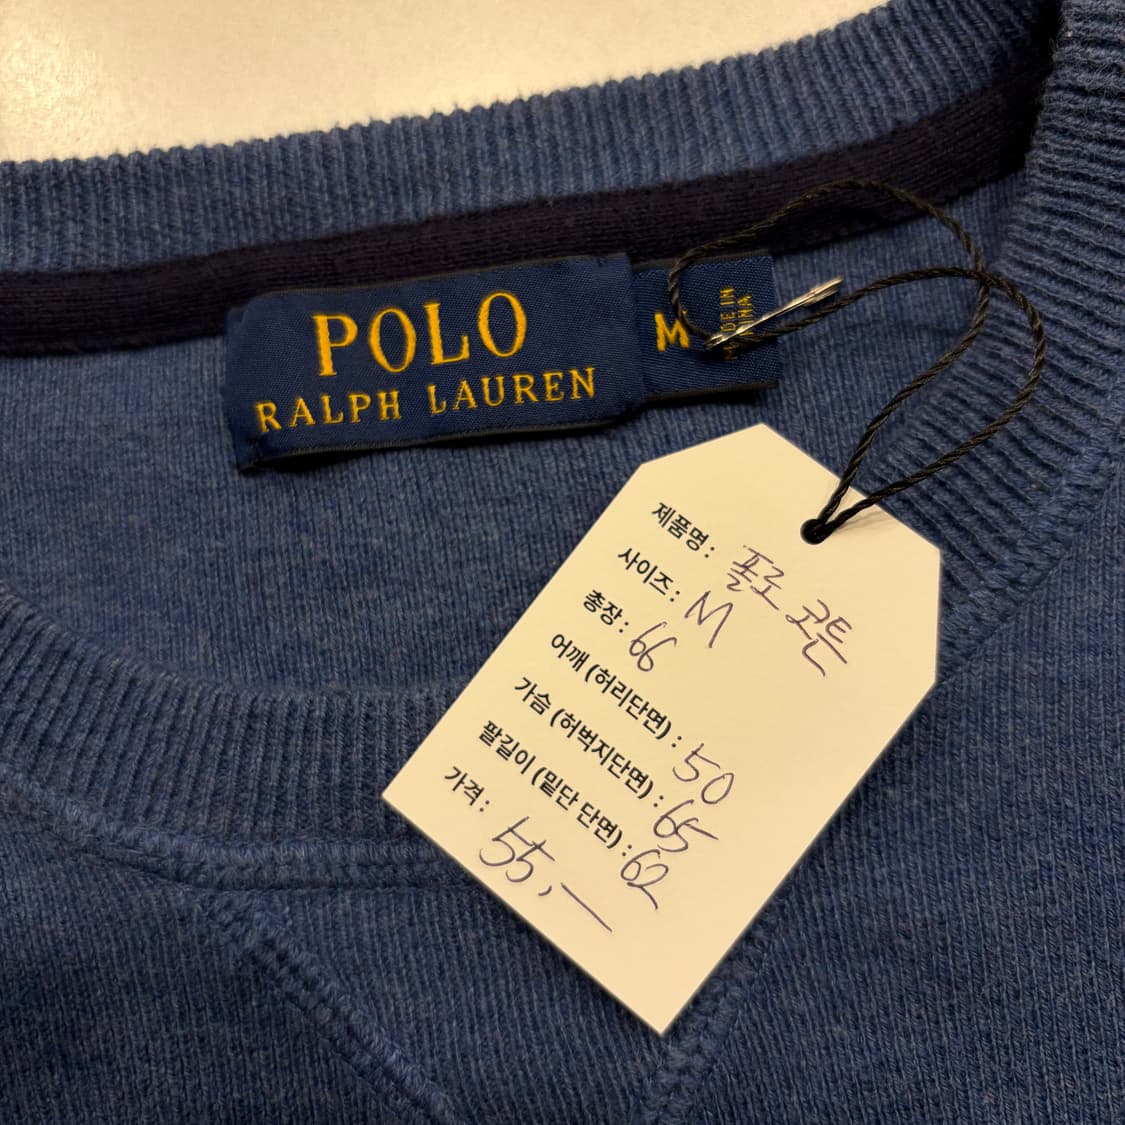 POLO
RALPH LAUREN
M
MADE IN
CHINA
제품명 : 폴로 코튼
사이즈 : M
총장 : 66
어깨 (허리단면) : 50
가슴 (허벅지단면) : 65
팔길이 (밑단 단면) : 62
가격 : 55,—